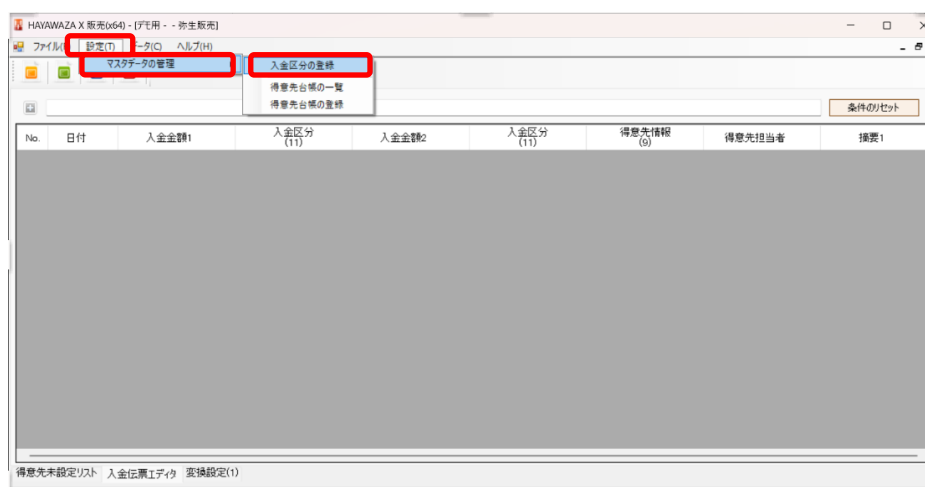 HAYAWAZA X 販売(x64) - [デモ用 - - 弥生販売]
設定(T) データ(C) ヘルプ(H)
マスタデータの管理
入金区分の登録
得意先台帳の一覧
得意先台帳の登録
条件のリセット
No. 日付 入金金額1 入金区分(11) 入金金額2 入金区分(11) 得意先情報(9) 得意先担当者 摘要1
得意先未設定リスト 入金伝票エディタ 変換設定(1)